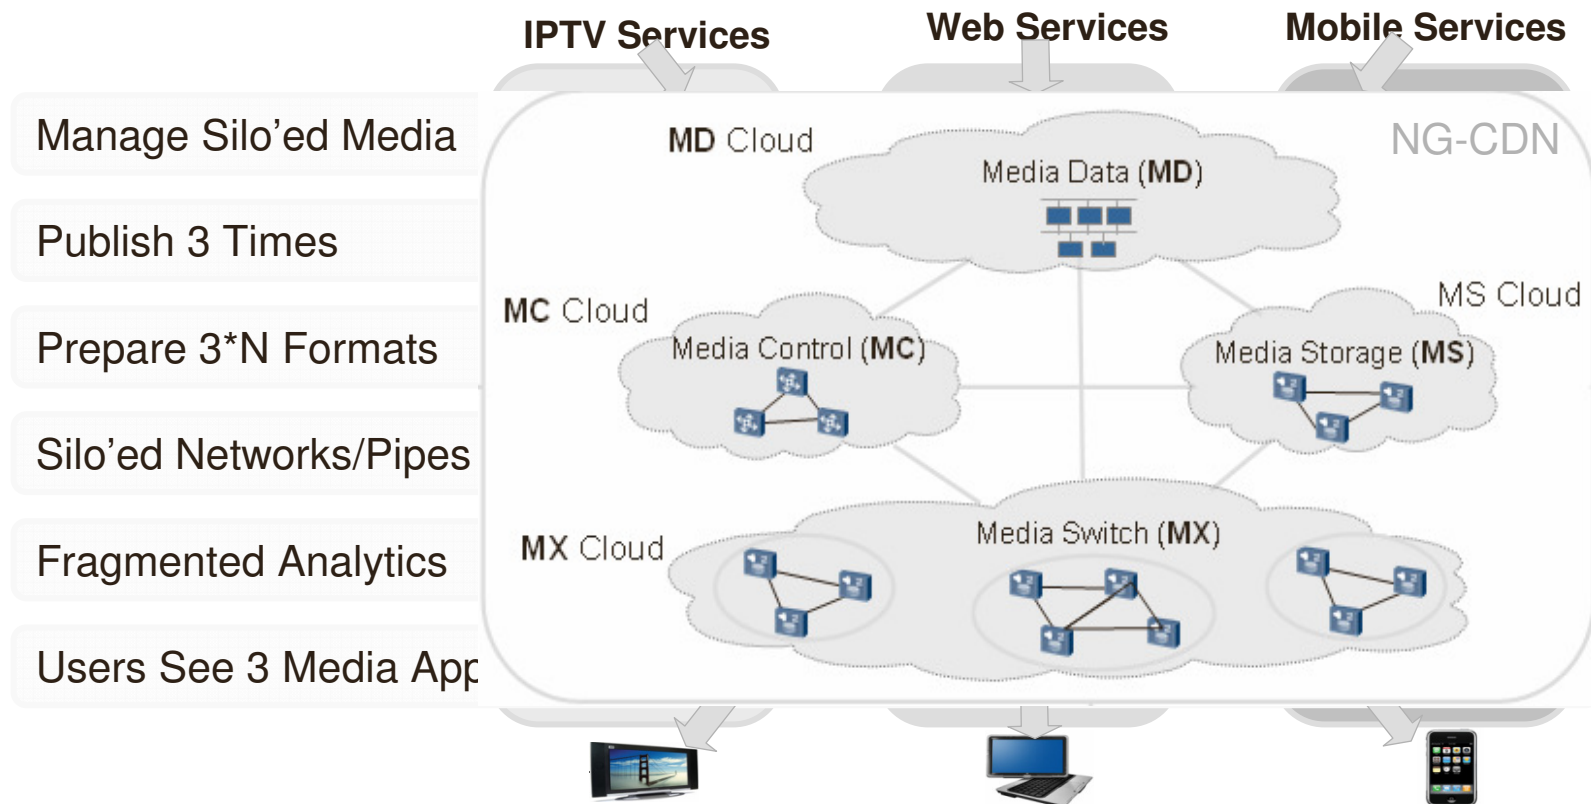 IPTV Services
Web Services
Mobile Services
Manage Silo’ed Media
Publish 3 Times
Prepare 3*N Formats
Silo’ed Networks/Pipes
Fragmented Analytics
Users See 3 Media App
NG-CDN
MD Cloud
Media Data (MD)
MC Cloud
Media Control (MC)
MS Cloud
Media Storage (MS)
MX Cloud
Media Switch (MX)